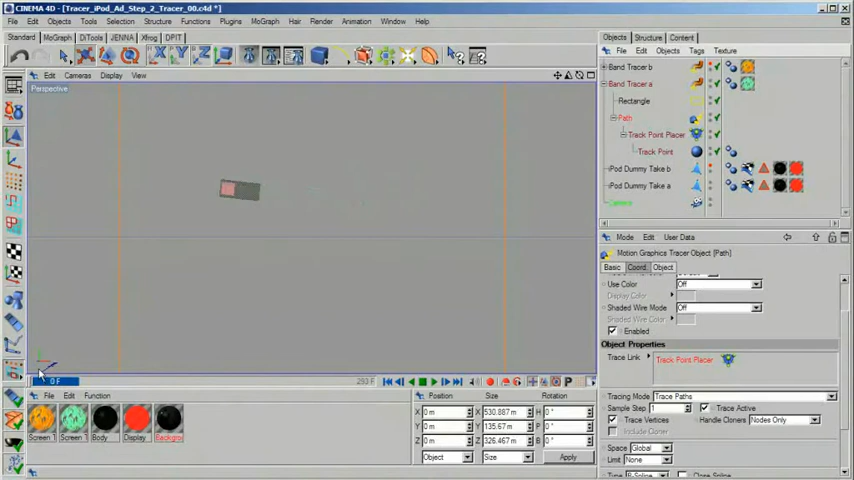 CINEMA 4D - [Tracer_iPod_Ad_Step_2_Tracer_00.c4d *]
File Edit Objects Tools Selection Structure Functions Plugins MoGraph Hair Render Animation Window Help
Standard MoGraph DiTools JENNA Xfrog DPIT
Objects Structure Content
File Edit Objects Tags Texture
Edit Cameras Display View
Perspective
Band Tracer b
Band Tracer a
Rectangle
Path
Track Point Placer
Track Point
iPod Dummy Take b
iPod Dummy Take a
Camera
Mode Edit User Data
Motion Graphics Tracer Object [Path]
Basic Coord. Object
Use Color Off
Display Color
Shaded Wire Mode Off
Shaded Wire Color
Enabled
Object Properties
Trace Link Track Point Placer
Tracing Mode Trace Paths
Sample Step 1 Trace Active
Trace Vertices Handle Cloners Nodes Only
Include Cloner
Space Global
Limit None
Type B-Spline Close Spline
0 F 293 F
File Edit Function
Screen T Screen T Body Display Backgro
Position Size Rotation
X 0 m X 530.887 m H 0 °
Y 0 m Y 135.67 m P 0 °
Z 0 m Z 326.467 m B 0 °
Object Size Apply